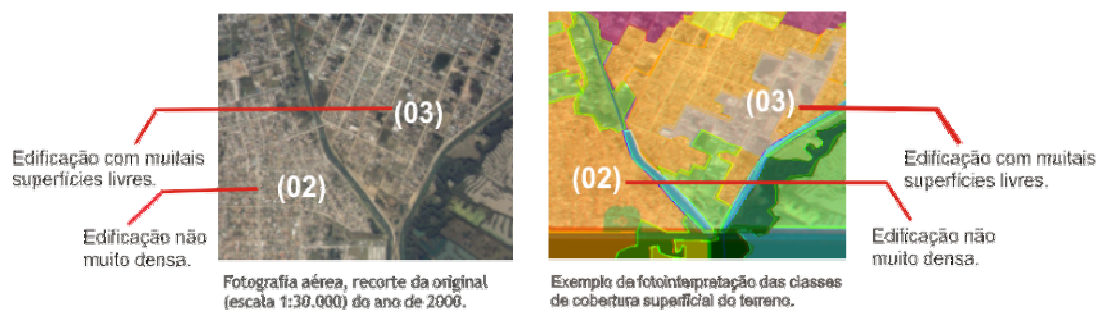 (03)
Edificação com muitais
superfícies livres.
(02)
Edificação não
muito densa.
Fotografía aérea, recorte da original
(escala 1:30.000) do ano de 2000.
(03)
Edificação com muitais
superfícies livres.
(02)
Edificação não
muito densa.
Exemplo de fotointerpretação das classes
de cobertura superficial do terreno.